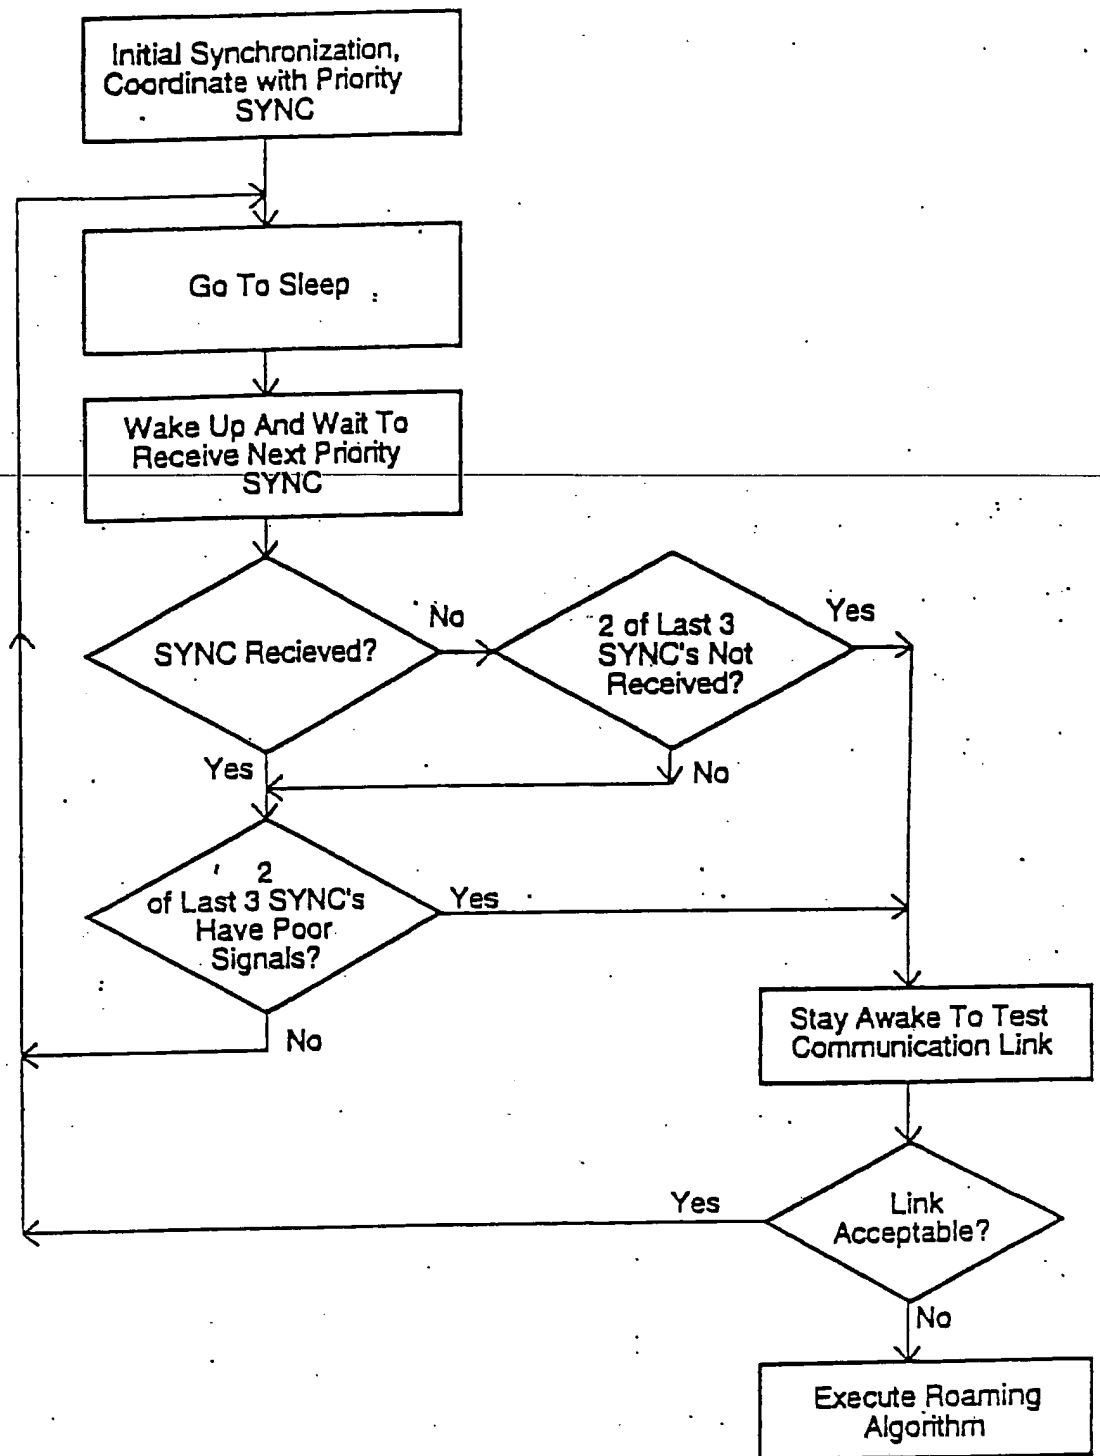 Initial Synchronization,
Coordinate with Priority
SYNC
Go To Sleep
Wake Up And Wait To
Receive Next Priority
SYNC
SYNC Recieved?
No
2 of Last 3
SYNC's Not
Received?
Yes
Yes
No
2
of Last 3 SYNC's
Have Poor
Signals?
Yes
No
Stay Awake To Test
Communication Link
Link
Acceptable?
Yes
No
Execute Roaming
Algorithm